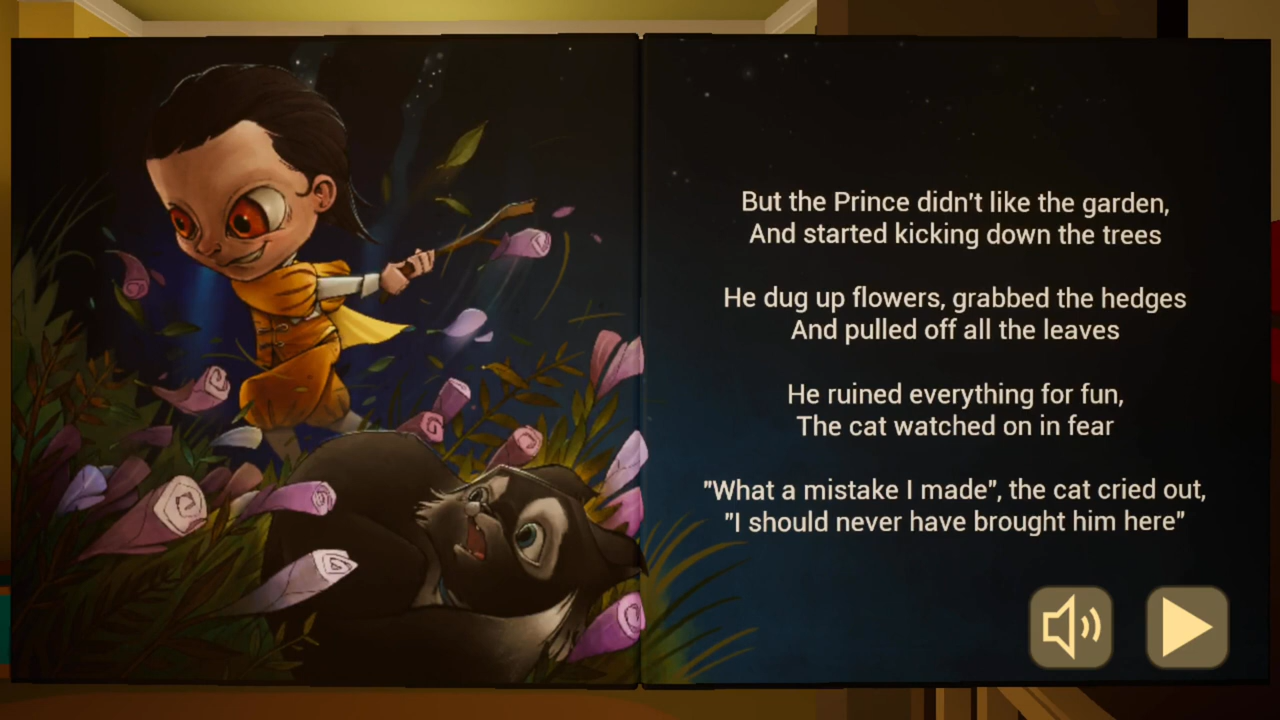 But the Prince didn't like the garden,
And started kicking down the trees
He dug up flowers, grabbed the hedges
And pulled off all the leaves
He ruined everything for fun,
The cat watched on in fear
"What a mistake I made", the cat cried out,
"I should never have brought him here"